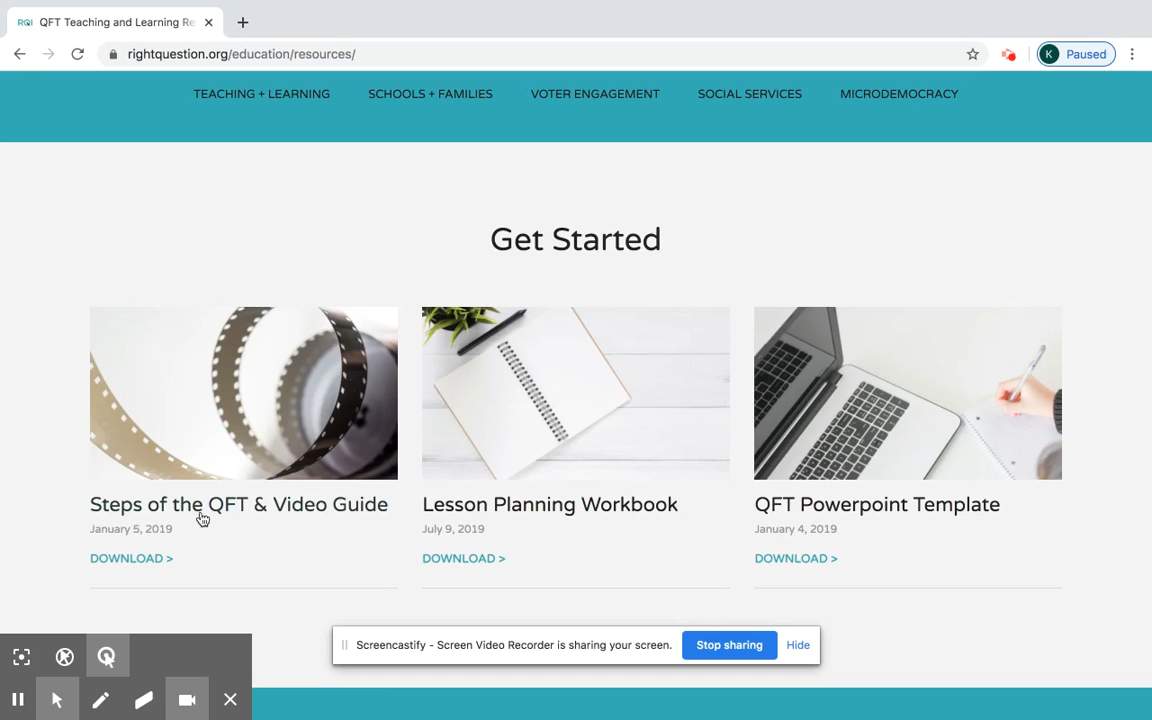 RQI QFT Teaching and Learning Re
rightquestion.org/education/resources/
K Paused
TEACHING + LEARNING SCHOOLS + FAMILIES VOTER ENGAGEMENT SOCIAL SERVICES MICRODEMOCRACY
Get Started
Steps of the QFT & Video Guide
January 5, 2019
DOWNLOAD >
Lesson Planning Workbook
July 9, 2019
DOWNLOAD >
QFT Powerpoint Template
January 4, 2019
DOWNLOAD >
Screencastify - Screen Video Recorder is sharing your screen. Stop sharing Hide